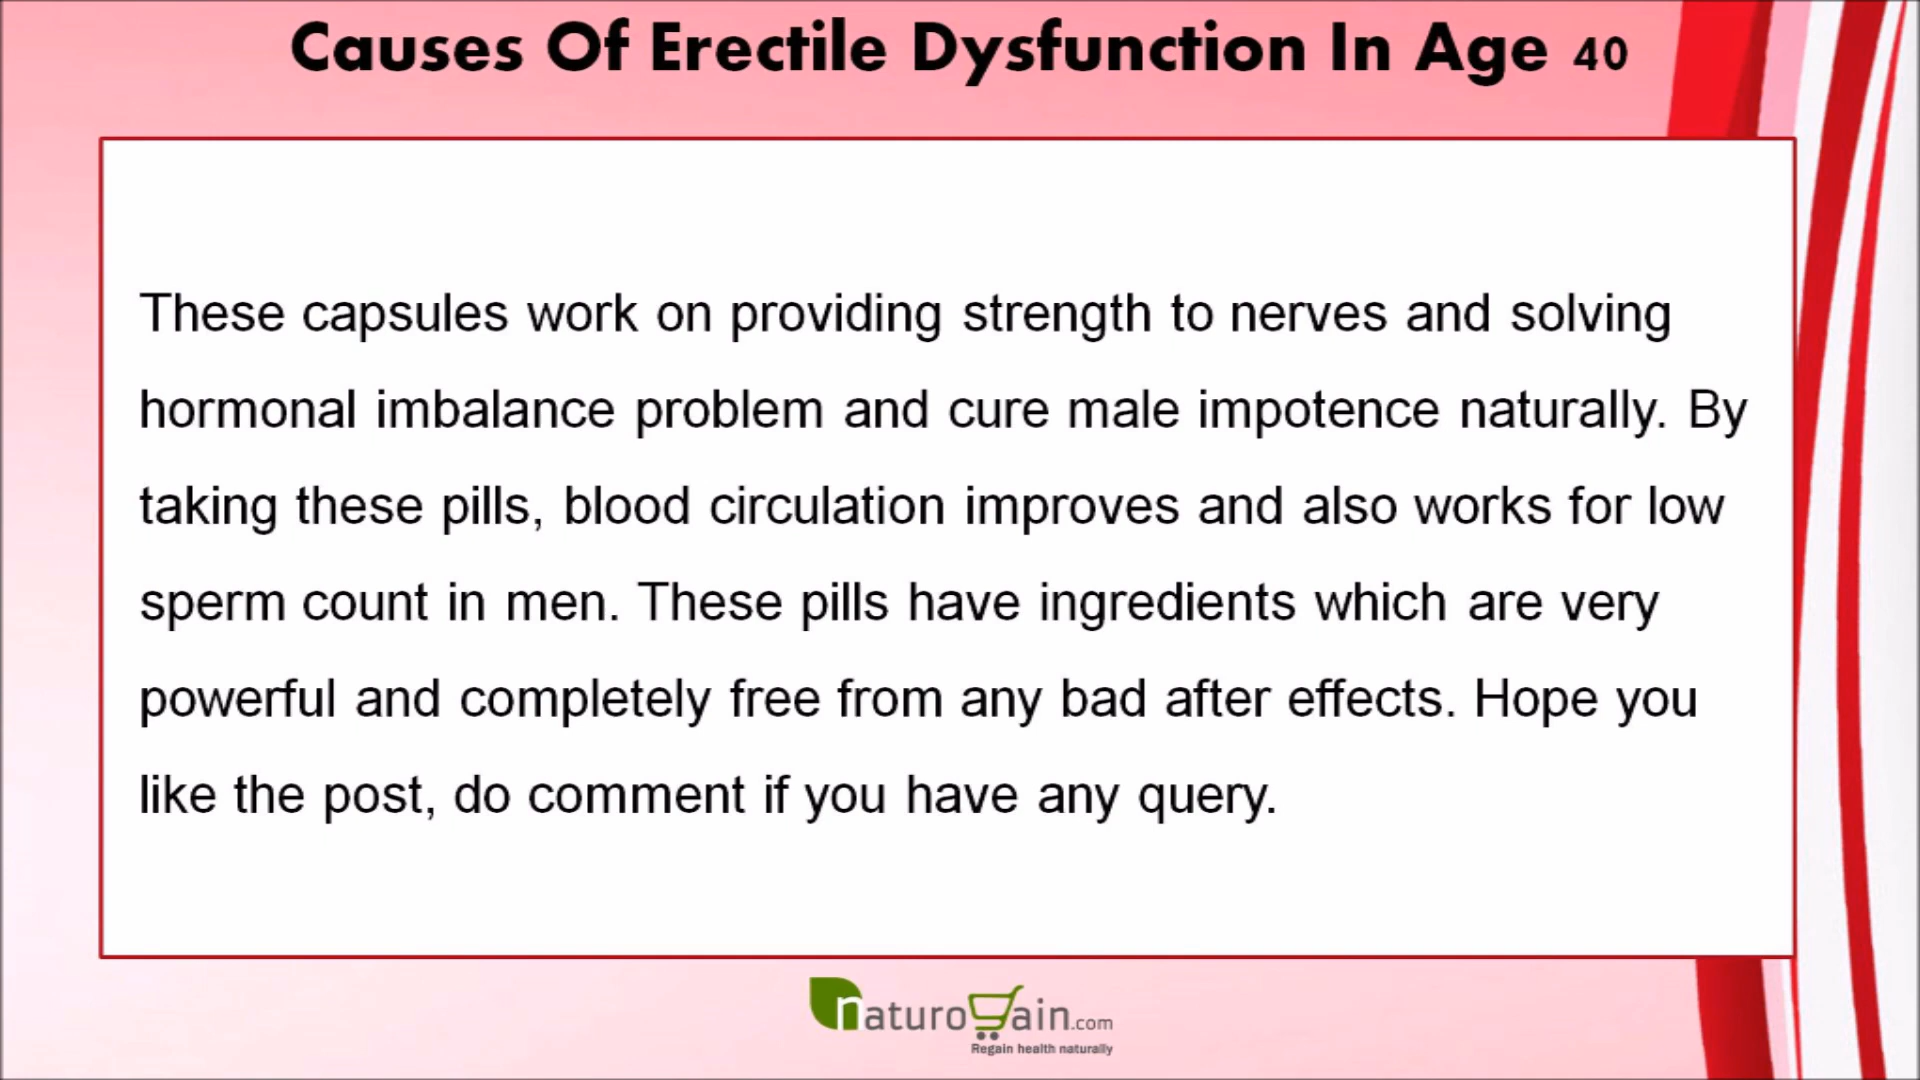 Causes Of Erectile Dysfunction In Age 40
These capsules work on providing strength to nerves and solving
hormonal imbalance problem and cure male impotence naturally. By
taking these pills, blood circulation improves and also works for low
sperm count in men. These pills have ingredients which are very
powerful and completely free from any bad after effects. Hope you
like the post, do comment if you have any query.
naturogain.com
Regain health naturally